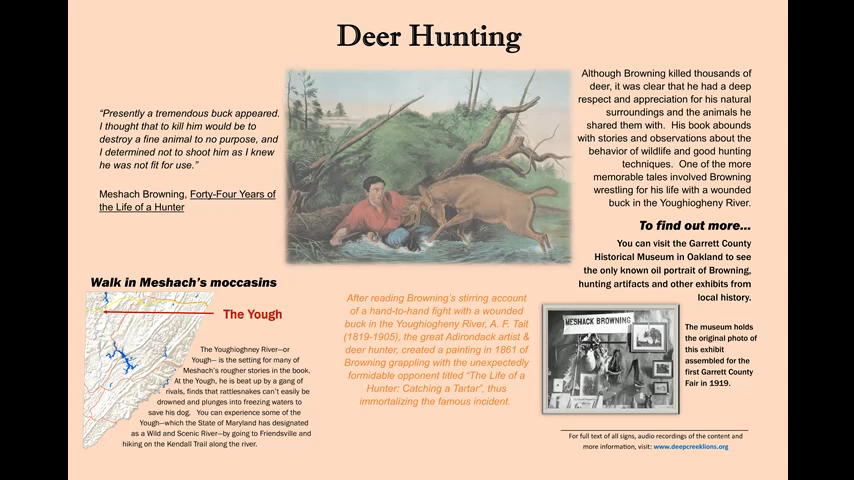 Deer Hunting
“Presently a tremendous buck appeared.
I thought that to kill him would be to
destroy a fine animal to no purpose, and
I determined not to shoot him as I knew
he was not fit for use.”
Meshach Browning, Forty-Four Years of
the Life of a Hunter
Although Browning killed thousands of
deer, it was clear that he had a deep
respect and appreciation for his natural
surroundings and the animals he
shared them with. His book abounds
with stories and observations about the
behavior of wildlife and good hunting
techniques. One of the more
memorable tales involved Browning
wrestling for his life with a wounded
buck in the Youghiogheny River.
To find out more...
You can visit the Garrett County
Historical Museum in Oakland to see
the only known oil portrait of Browning,
hunting artifacts and other exhibits from
local history.
Walk in Meshach’s moccasins
The Yough
The Youghioghney River—or
Yough— is the setting for many of
Meshach’s rougher stories in the book.
At the Yough, he is beat up by a gang of
rivals, finds that rattlesnakes can’t easily be
drowned and plunges into freezing waters to
save his dog. You can experience some of the
Yough—which the State of Maryland has designated
as a Wild and Scenic River—by going to Friendsville and
hiking on the Kendall Trail along the river.
After reading Browning’s stirring account
of a hand-to-hand fight with a wounded
buck in the Youghiogheny River, A. F. Tait
(1819-1905), the great Adirondack artist &
deer hunter, created a painting in 1861 of
Browning grappling with the unexpectedly
formidable opponent titled “The Life of a
Hunter: Catching a Tartar”, thus
immortalizing the famous incident.
MESHACH BROWNING
The museum holds
the original photo of
this exhibit
assembled for the
first Garrett County
Fair in 1919.
For full text of all signs, audio recordings of the content and
more information, visit: www.deepcreeklions.org